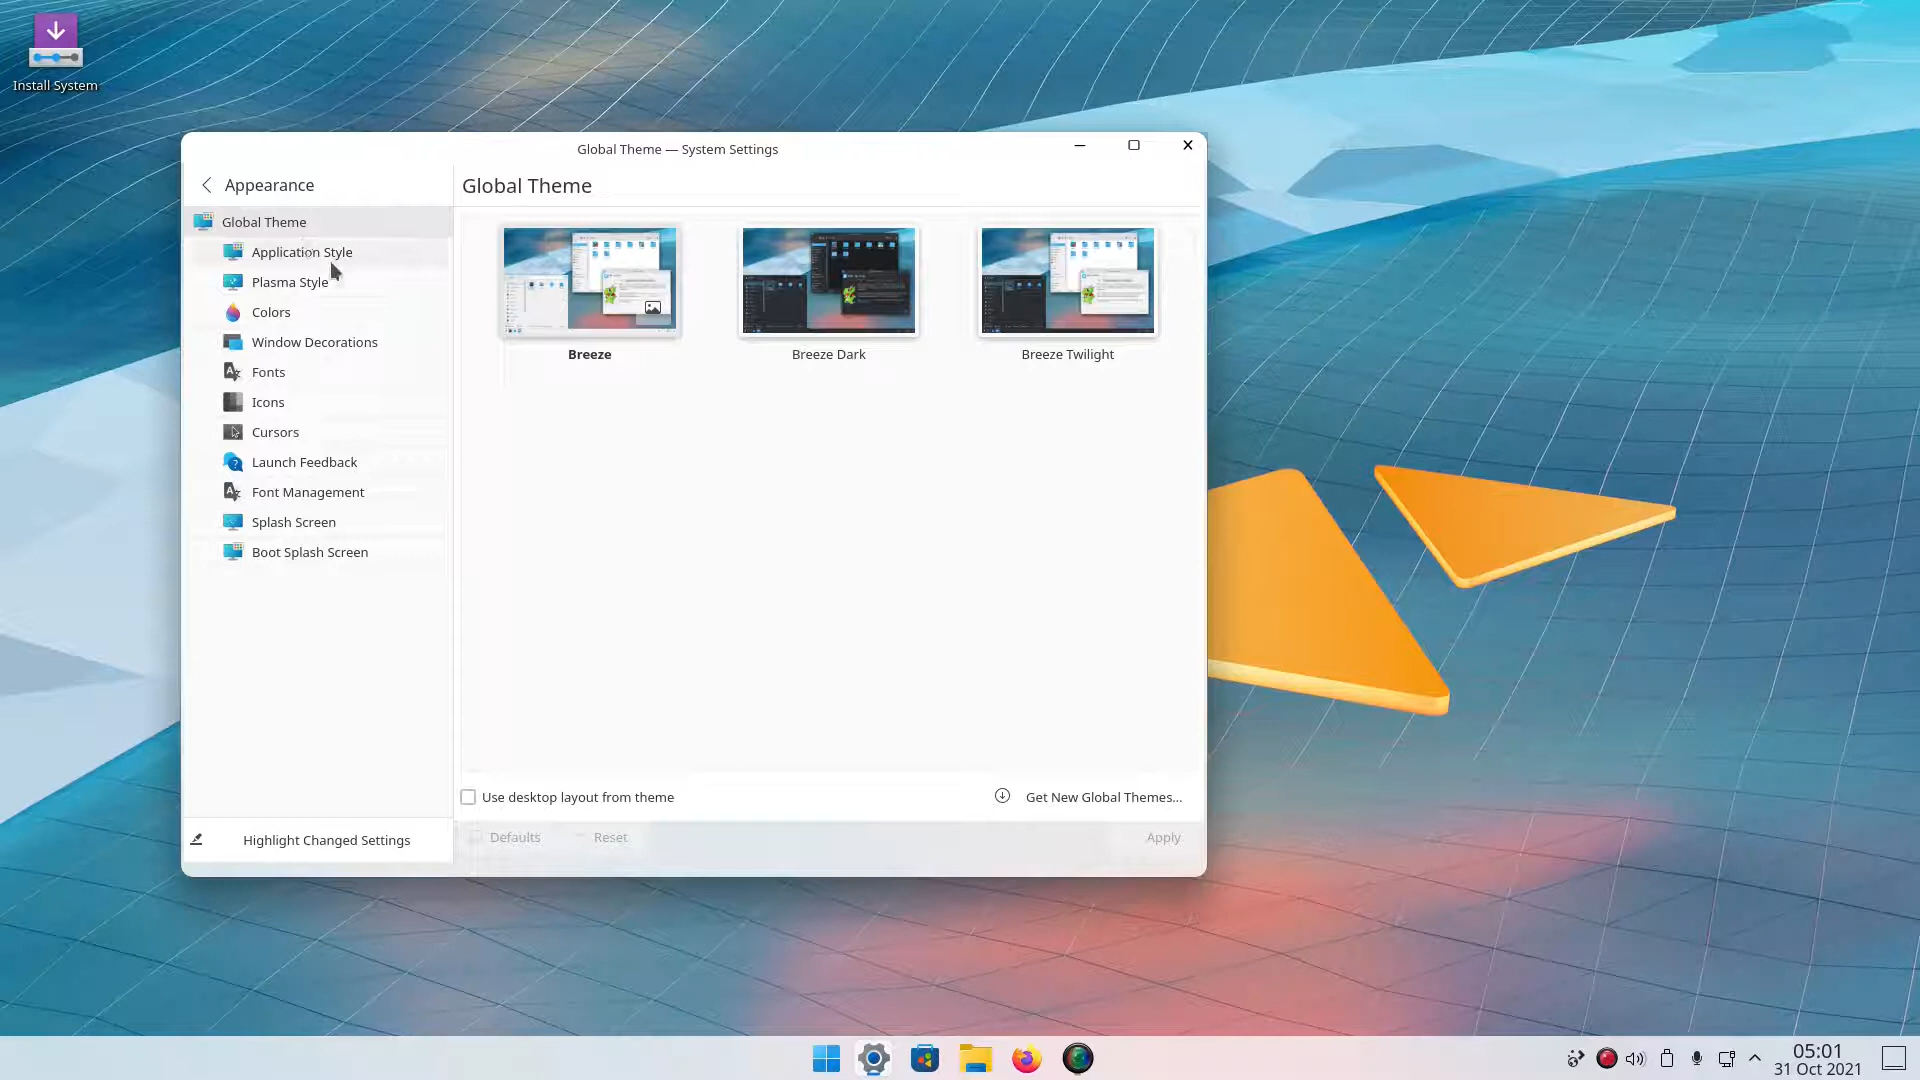 Install System
Global Theme — System Settings
Appearance
Global Theme
Global Theme
Application Style
Plasma Style
Colors
Window Decorations
Fonts
Icons
Cursors
Launch Feedback
Font Management
Splash Screen
Boot Splash Screen
Breeze
Breeze Dark
Breeze Twilight
Use desktop layout from theme
Get New Global Themes...
Highlight Changed Settings
Defaults
Reset
Apply
05:01
31 Oct 2021